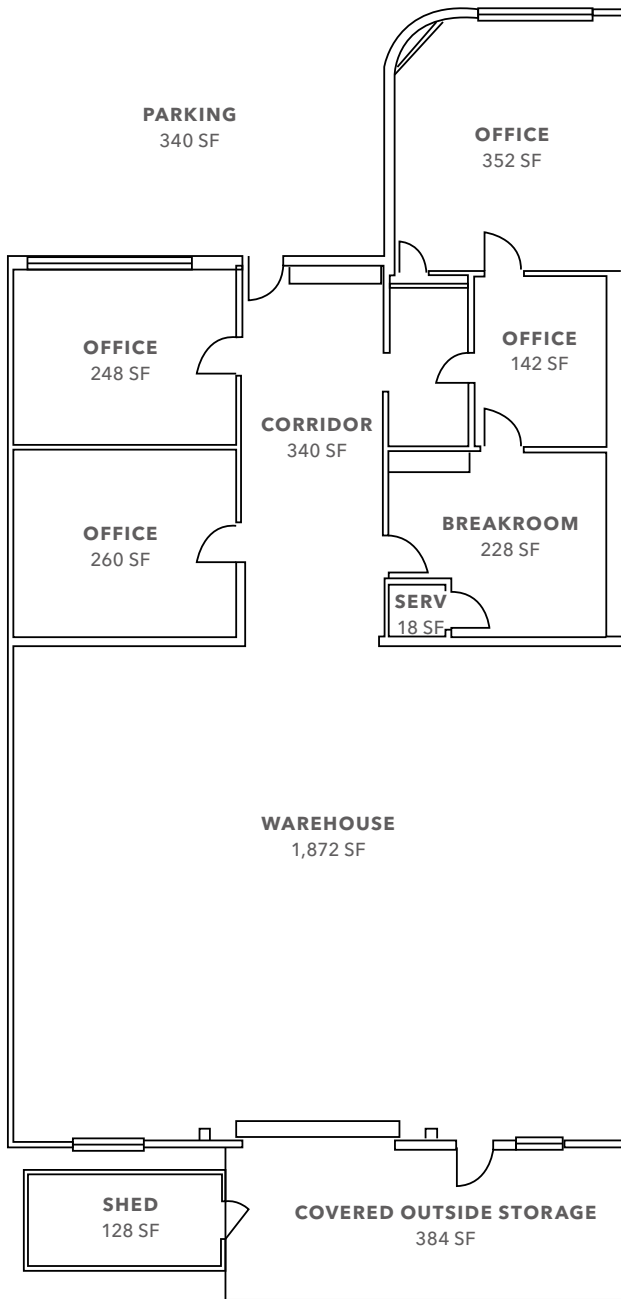 PARKING
340 SF
OFFICE
352 SF
OFFICE
248 SF
OFFICE
142 SF
CORRIDOR
340 SF
OFFICE
260 SF
BREAKROOM
228 SF
SERV
18 SF
WAREHOUSE
1,872 SF
SHED
128 SF
COVERED OUTSIDE STORAGE
384 SF